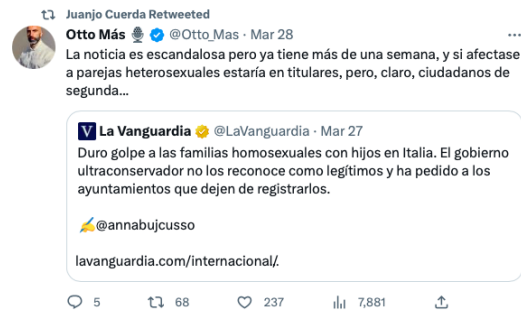 Juanjo Cuerda Retweeted
Otto Más @Otto_Mas · Mar 28
La noticia es escandalosa pero ya tiene más de una semana, y si afectase
a parejas heterosexuales estaría en titulares, pero, claro, ciudadanos de
segunda...
V La Vanguardia @LaVanguardia · Mar 27
Duro golpe a las familias homosexuales con hijos en Italia. El gobierno
ultraconservador no los reconoce como legítimos y ha pedido a los
ayuntamientos que dejen de registrarlos.
✍@annabujcusso
lavanguardia.com/internacional/.
5 68 237 7,881